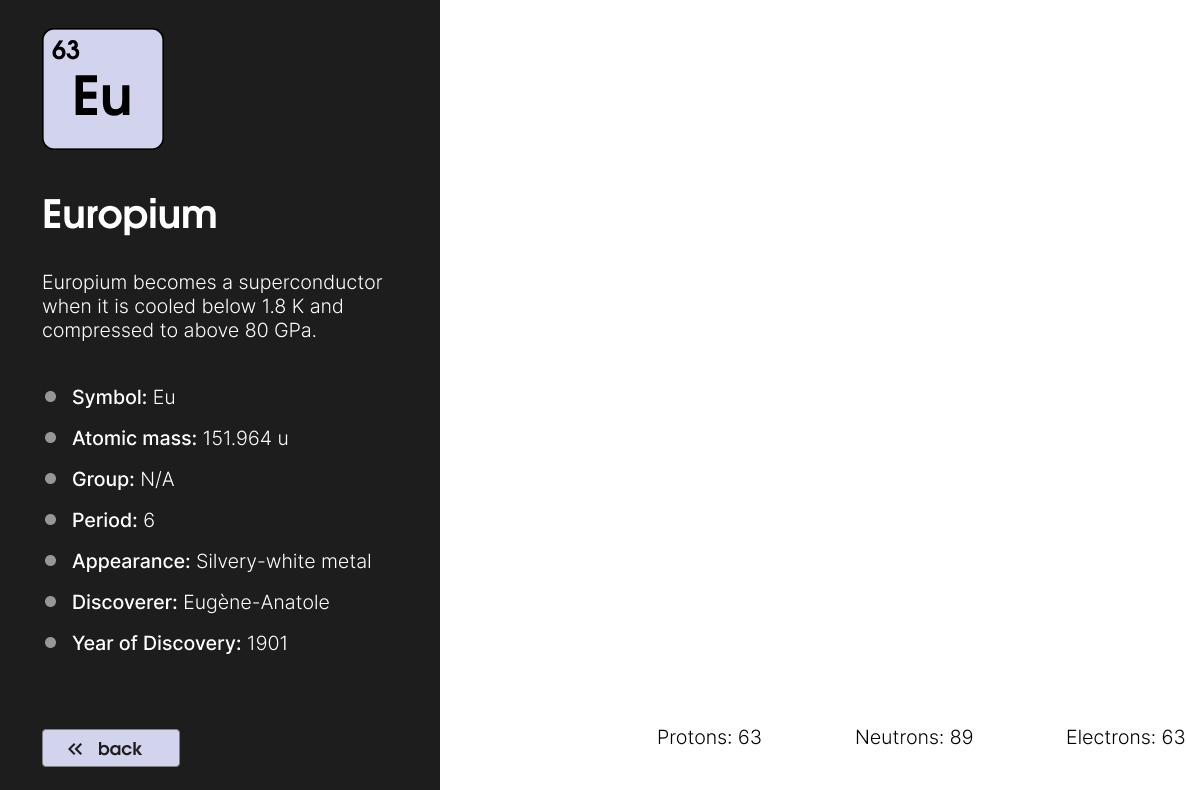 63
Eu
Europium
Europium becomes a superconductor
when it is cooled below 1.8 K and
compressed to above 80 GPa.
Symbol: Eu
Atomic mass: 151.964 u
Group: N/A
Period: 6
Appearance: Silvery-white metal
Discoverer: Eugène-Anatole
Year of Discovery: 1901
back
Protons: 63 Neutrons: 89 Electrons: 63